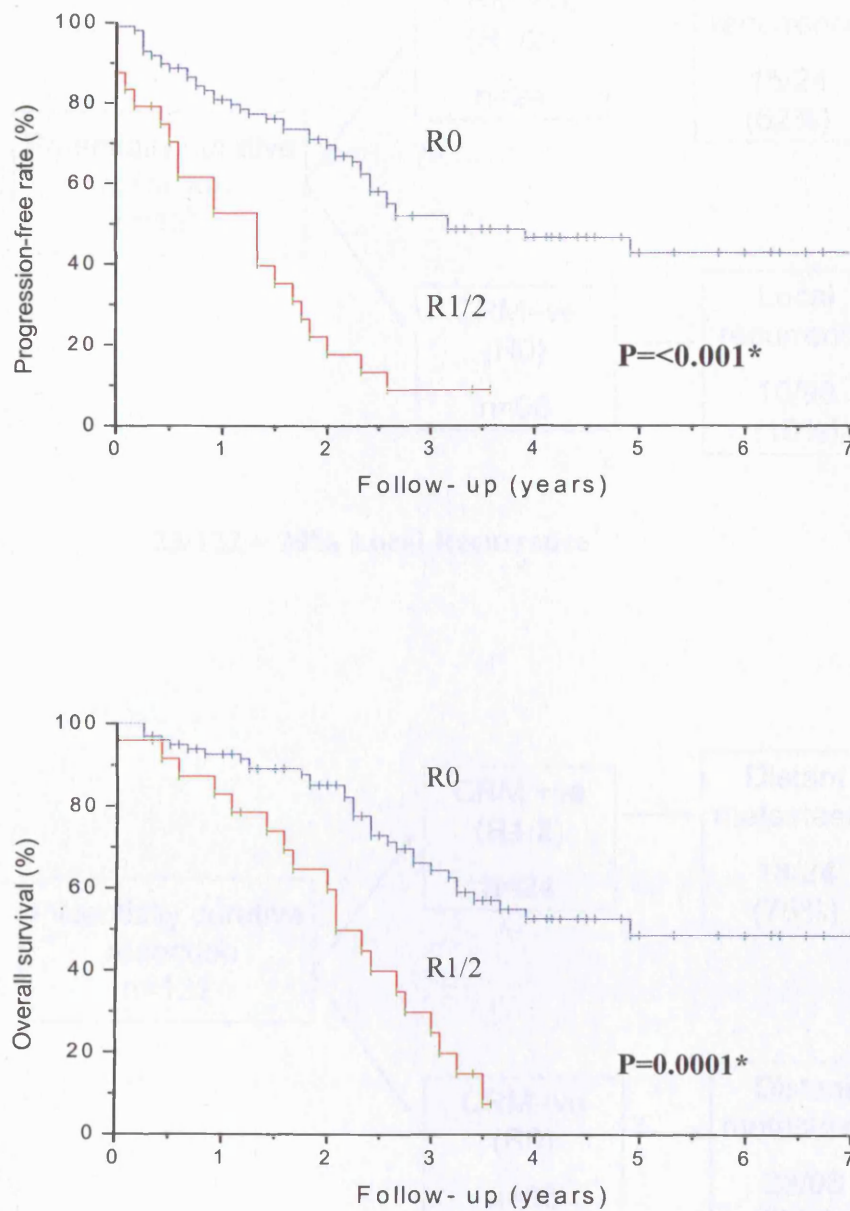 100
80
60
40
20
0
Progression-free rate (%)
R0
R1/2
P=<0.001*
0 1 2 3 4 5 6 7
Follow- up (years)
100
80
60
40
20
0
Overall survival (%)
R0
R1/2
P=0.0001*
0 1 2 3 4 5 6 7
Follow- up (years)